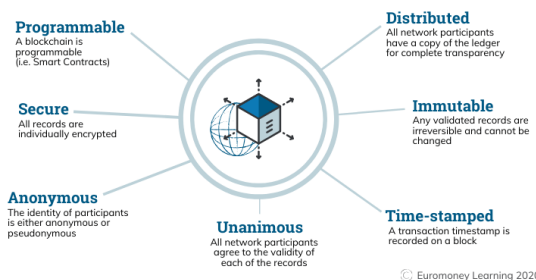 Programmable
A blockchain is
programmable
(i.e. Smart Contracts)
Distributed
All network participants
have a copy of the ledger
for complete transparency
Secure
All records are
individually encrypted
Immutable
Any validated records are
irreversible and cannot be
changed
Anonymous
The identity of participants
is either anonymous or
pseudonymous
Unanimous
All network participants
agree to the validity of
each of the records
Time-stamped
A transaction timestamp is
recorded on a block
© Euromoney Learning 2020